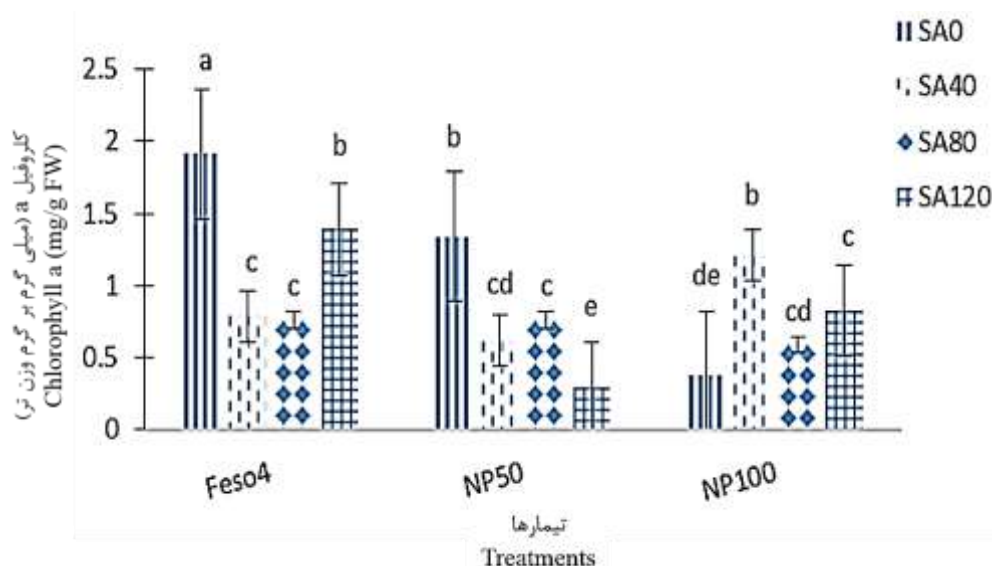 SA0
SA40
SA80
SA120
کلروفیل a (میلی گرم بر گرم وزن تر)
Chlorophyll a (mg/g FW)
2.5
2
1.5
1
0.5
0
a
c
c
b
b
cd
c
e
de
b
cd
c
Feso4
NP50
NP100
تیمارها
Treatments